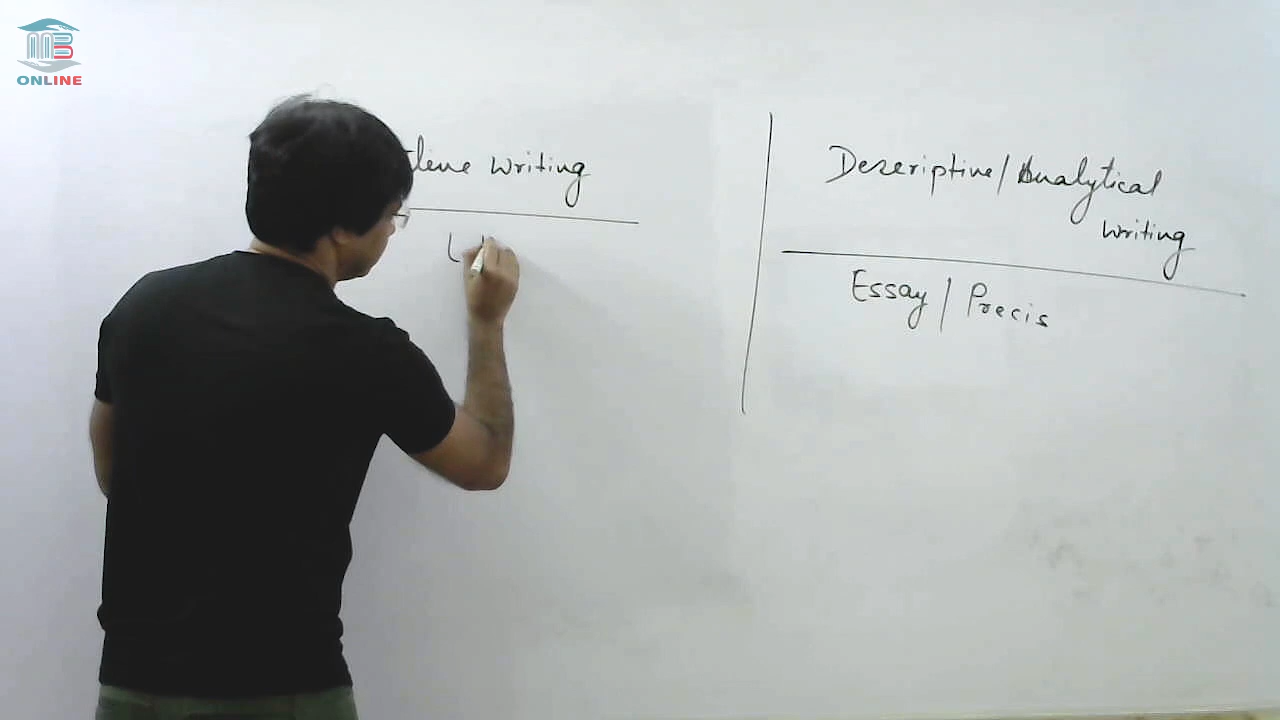 ONLINE
Writing
Descriptive/Analytical
Writing
Essay/Precis